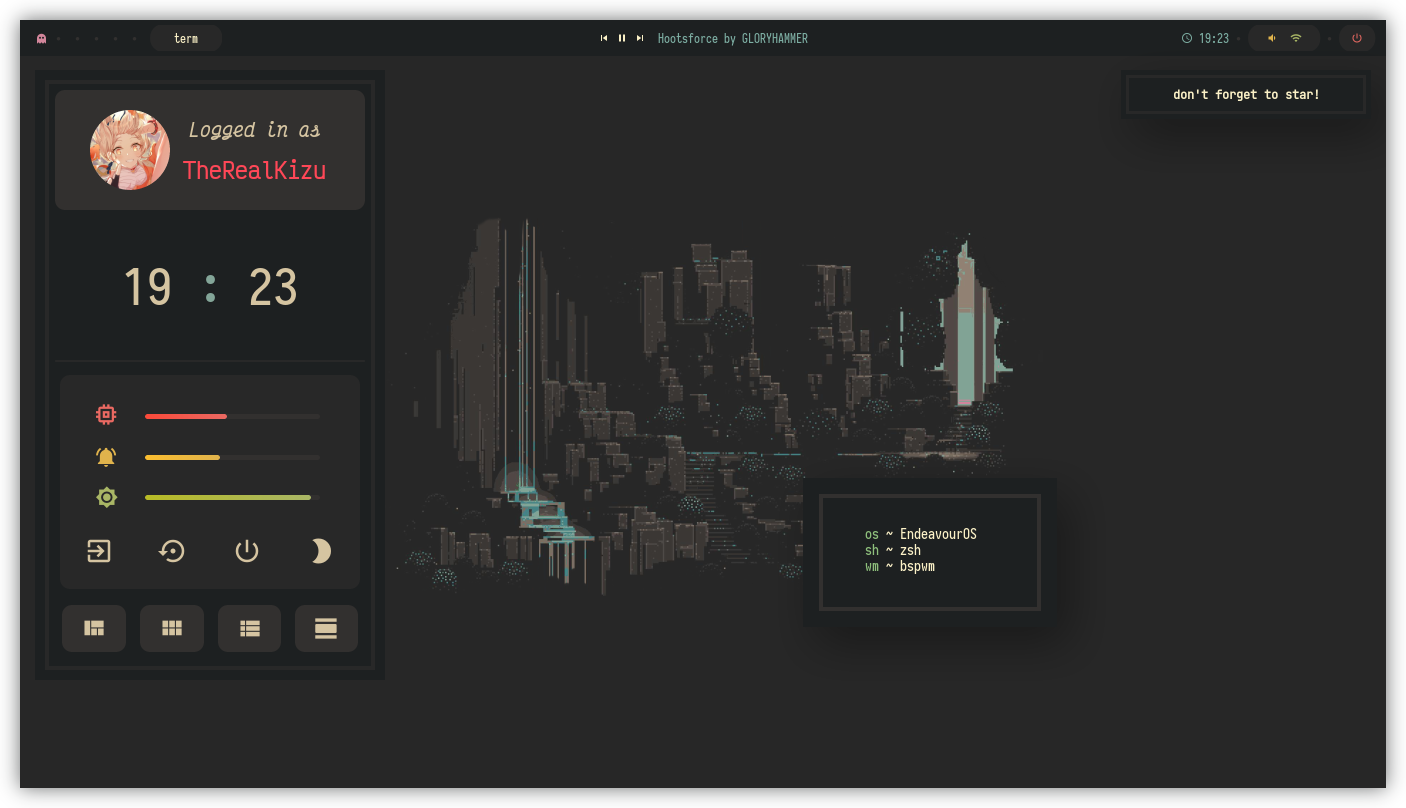 term
Hootsforce by GLORYHAMMER
19:23
don't forget to star!
Logged in as
TheRealKizu
19 : 23
os ~ EndeavourOS
sh ~ zsh
wm ~ bspwm